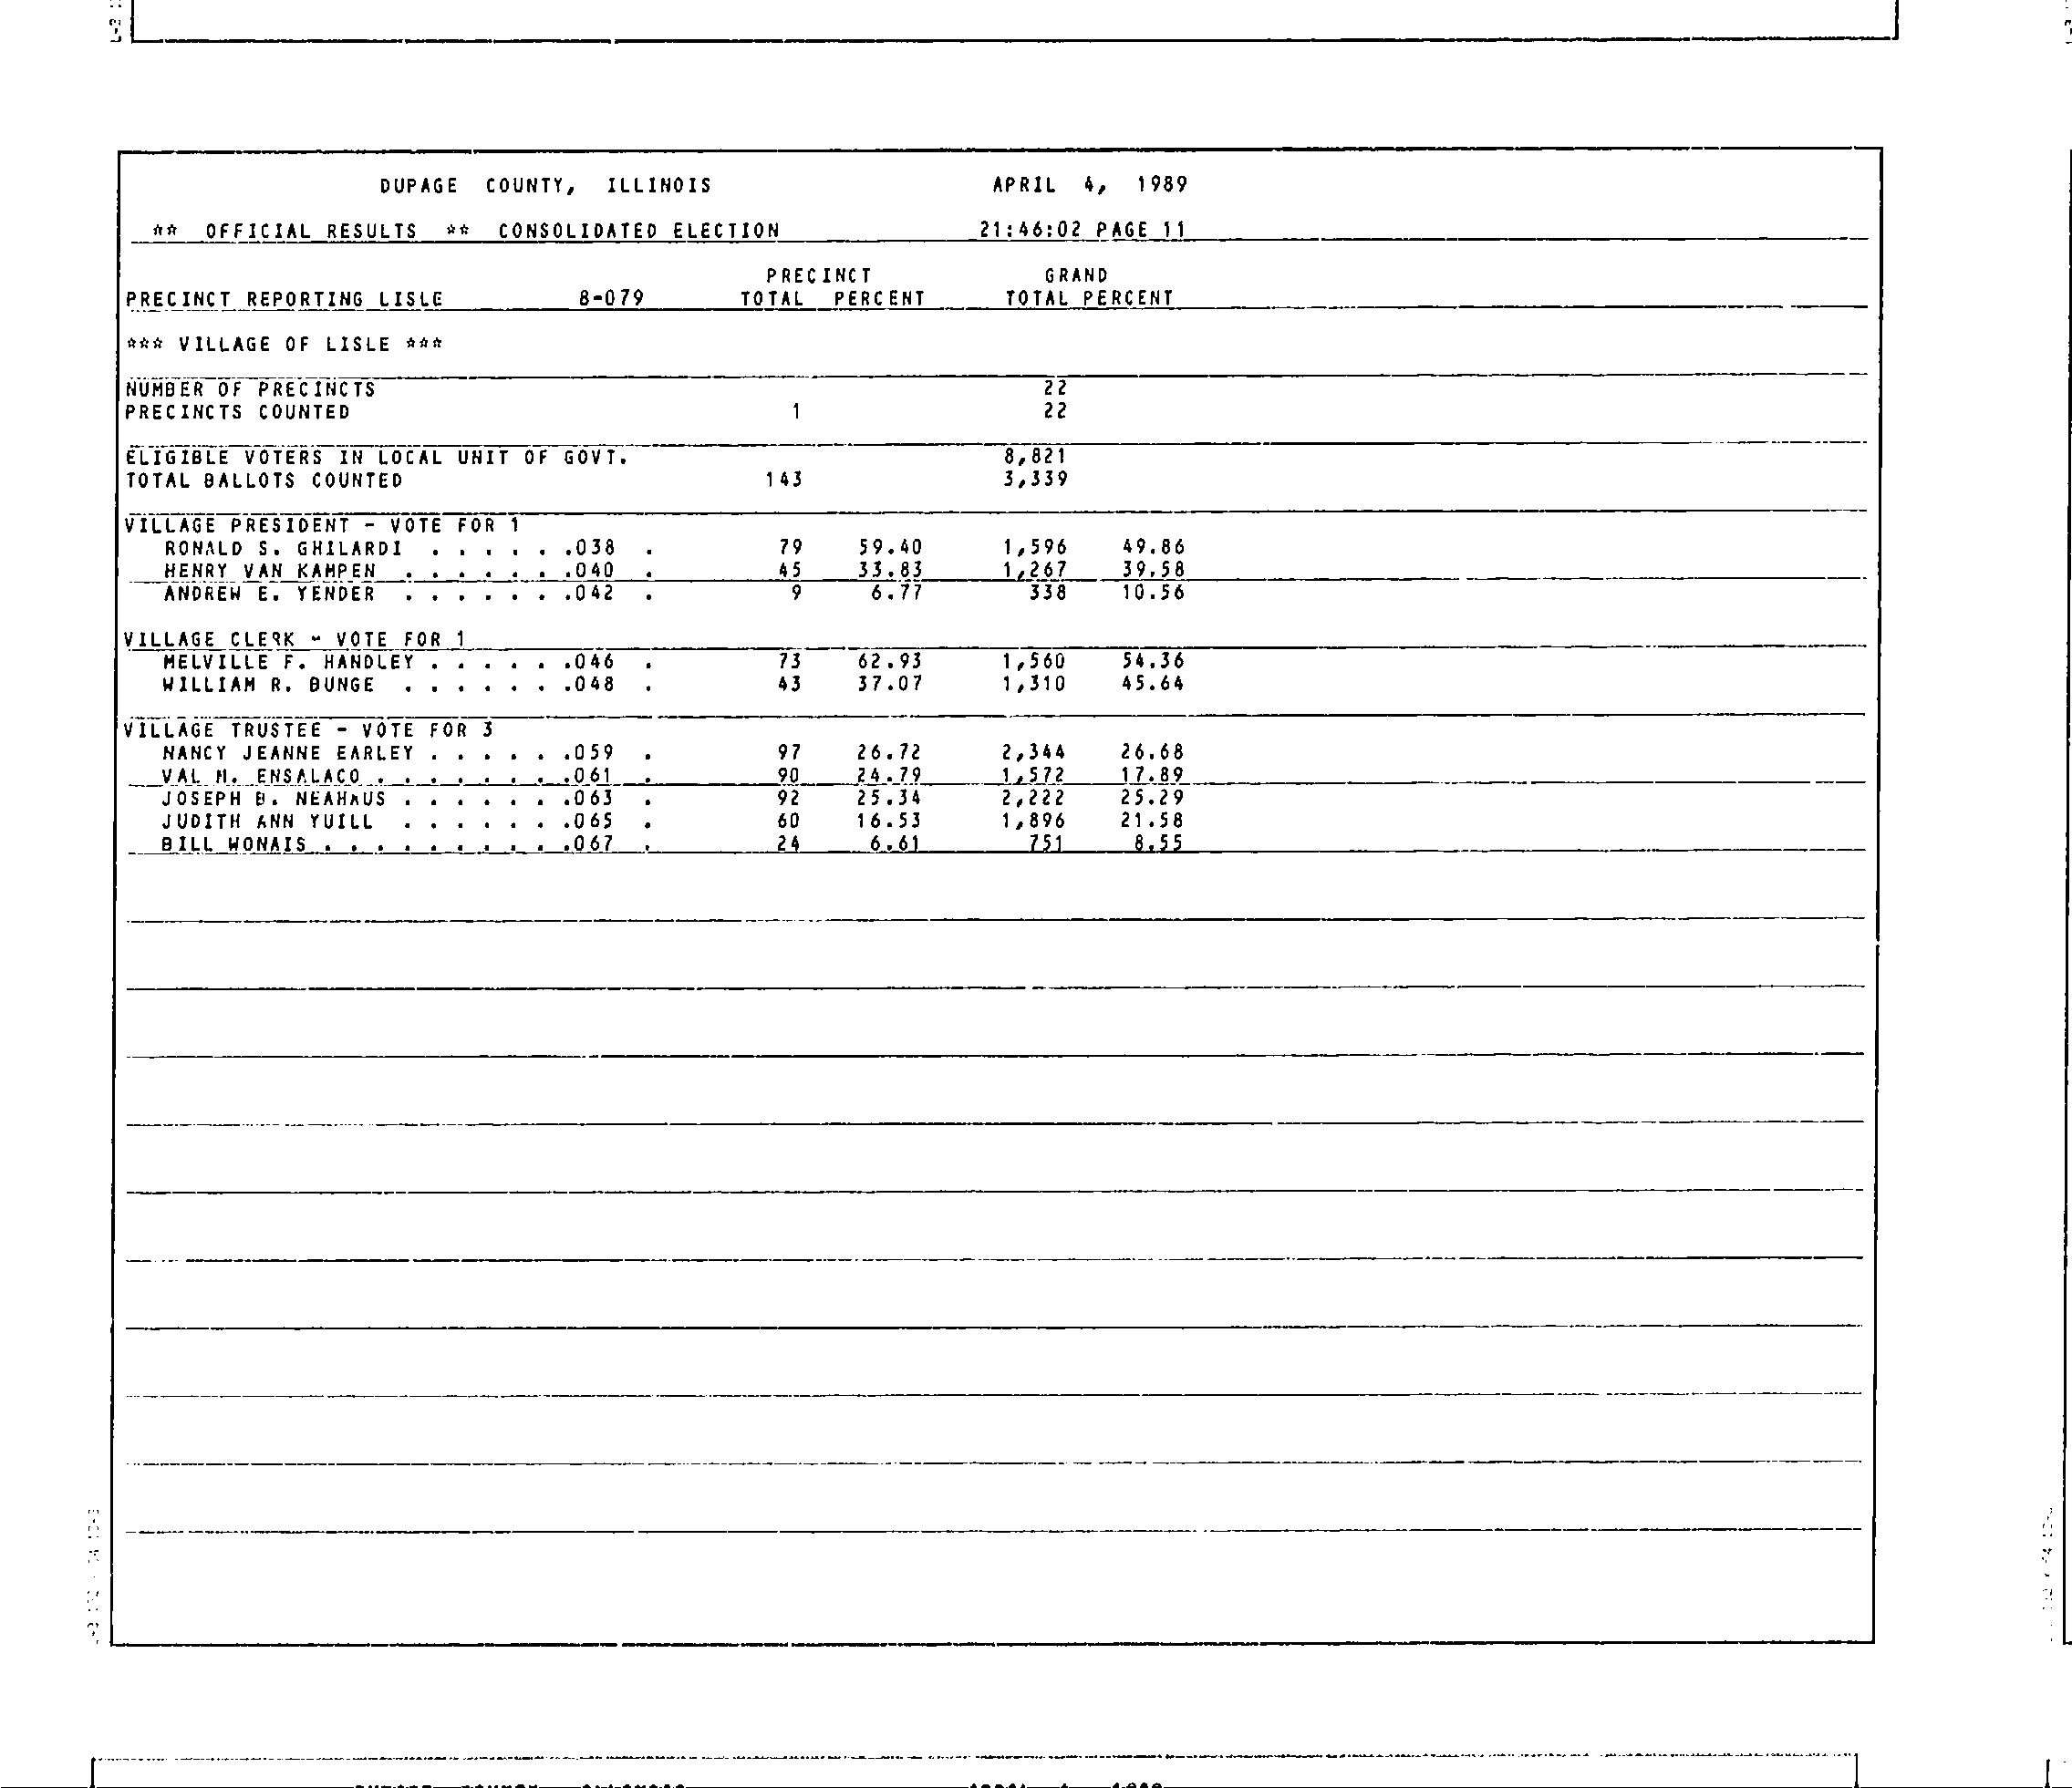 DUPAGE COUNTY, ILLINOIS APRIL 4, 1989
** OFFICIAL RESULTS ** CONSOLIDATED ELECTION 21:46:02 PAGE 11
PRECINCT GRAND
PRECINCT REPORTING LISLE 8-079 TOTAL PERCENT TOTAL PERCENT
*** VILLAGE OF LISLE ***
NUMBER OF PRECINCTS 22
PRECINCTS COUNTED 1 22
ELIGIBLE VOTERS IN LOCAL UNIT OF GOVT. 8,821
TOTAL BALLOTS COUNTED 143 3,339
VILLAGE PRESIDENT - VOTE FOR 1
RONALD S. GHILARDI . . . . . .038 . 79 59.40 1,596 49.86
HENRY VAN KAMPEN . . . . . . .040 . 45 33.83 1,267 39.58
ANDREW E. YENDER . . . . . . .042 . 9 6.77 338 10.56
VILLAGE CLERK - VOTE FOR 1
MELVILLE F. HANDLEY . . . . . .046 . 73 62.93 1,560 54.36
WILLIAM R. BUNGE . . . . . . .048 . 43 37.07 1,310 45.64
VILLAGE TRUSTEE - VOTE FOR 3
NANCY JEANNE EARLEY . . . . . .059 . 97 26.72 2,344 26.68
VAL M. ENSALACO . . . . . . . .061 . 90 24.79 1,572 17.89
JOSEPH B. NEAHAUS . . . . . . .063 . 92 25.34 2,222 25.29
JUDITH ANN YUILL . . . . . . .065 . 60 16.53 1,896 21.58
BILL WONAIS . . . . . . . . . .067 . 24 6.61 751 8.55